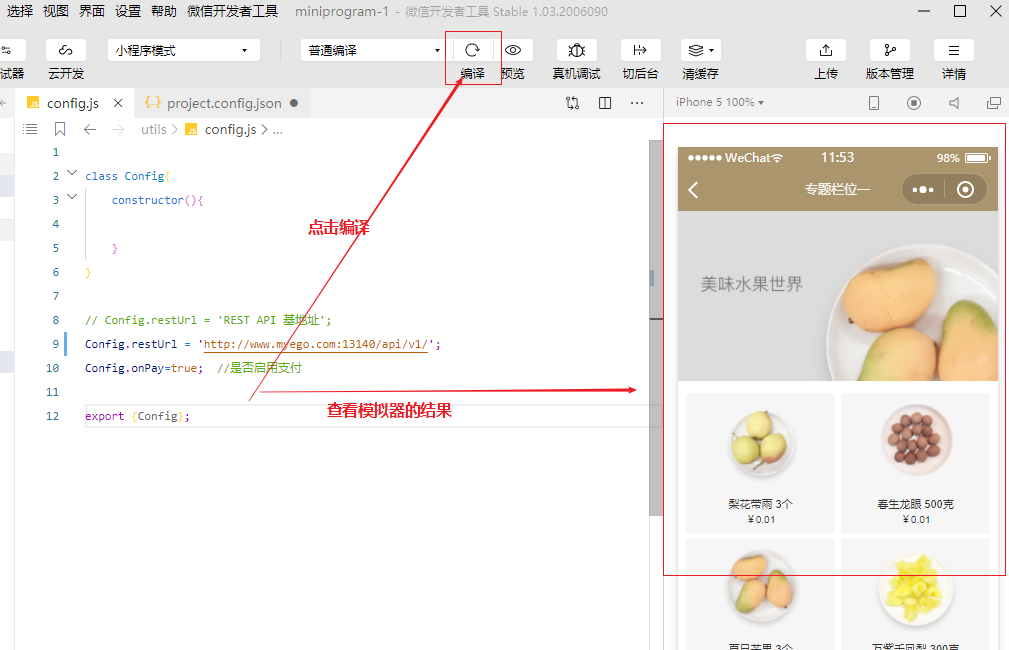 选择 视图 界面 设置 帮助 微信开发者工具 miniprogram-1 - 微信开发者工具 Stable 1.03.2006090
小程序模式 普通编译
试器 云开发 编译 预览 真机调试 切后台 清缓存 上传 版本管理 详情
config.js project.config.json
iPhone 5 100%
utils > config.js > ...
1
2 class Config{
3 constructor(){
4
5 }
6 }
7
8 // Config.restUrl = 'REST API 基地址';
9 Config.restUrl = 'http://www.myego.com:13140/api/v1/';
10 Config.onPay=true; //是否启用支付
11
12 export {Config};
点击编译
查看模拟器的结果
WeChat 11:53 98%
专题栏位一
美味水果世界
梨花带雨 3个
￥0.01
春生龙眼 500克
￥0.01
夏日芒果 3个
万紫千凤梨 300克